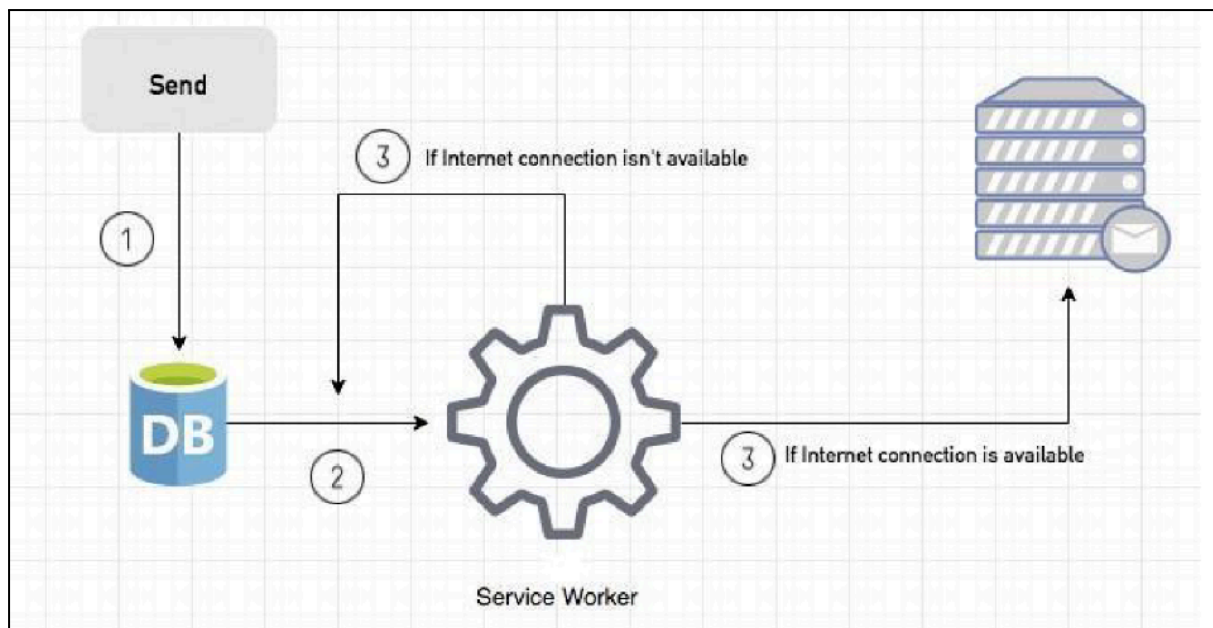 Send
3 If Internet connection isn't available
1
DB
2
3 If Internet connection is available
Service Worker